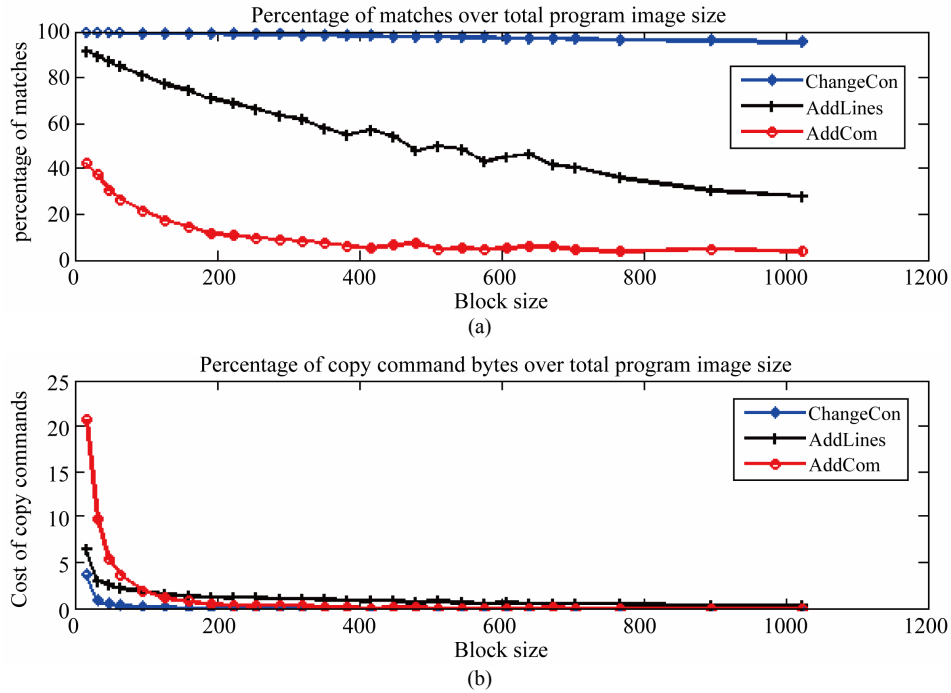 Percentage of matches over total program image size
percentage of matches
100
80
60
40
20
0
ChangeCon
AddLines
AddCom
0 200 400 600 800 1000 1200
Block size
(a)
Percentage of copy command bytes over total program image size
Cost of copy commands
25
20
15
10
5
0
ChangeCon
AddLines
AddCom
0 200 400 600 800 1000 1200
Block size
(b)